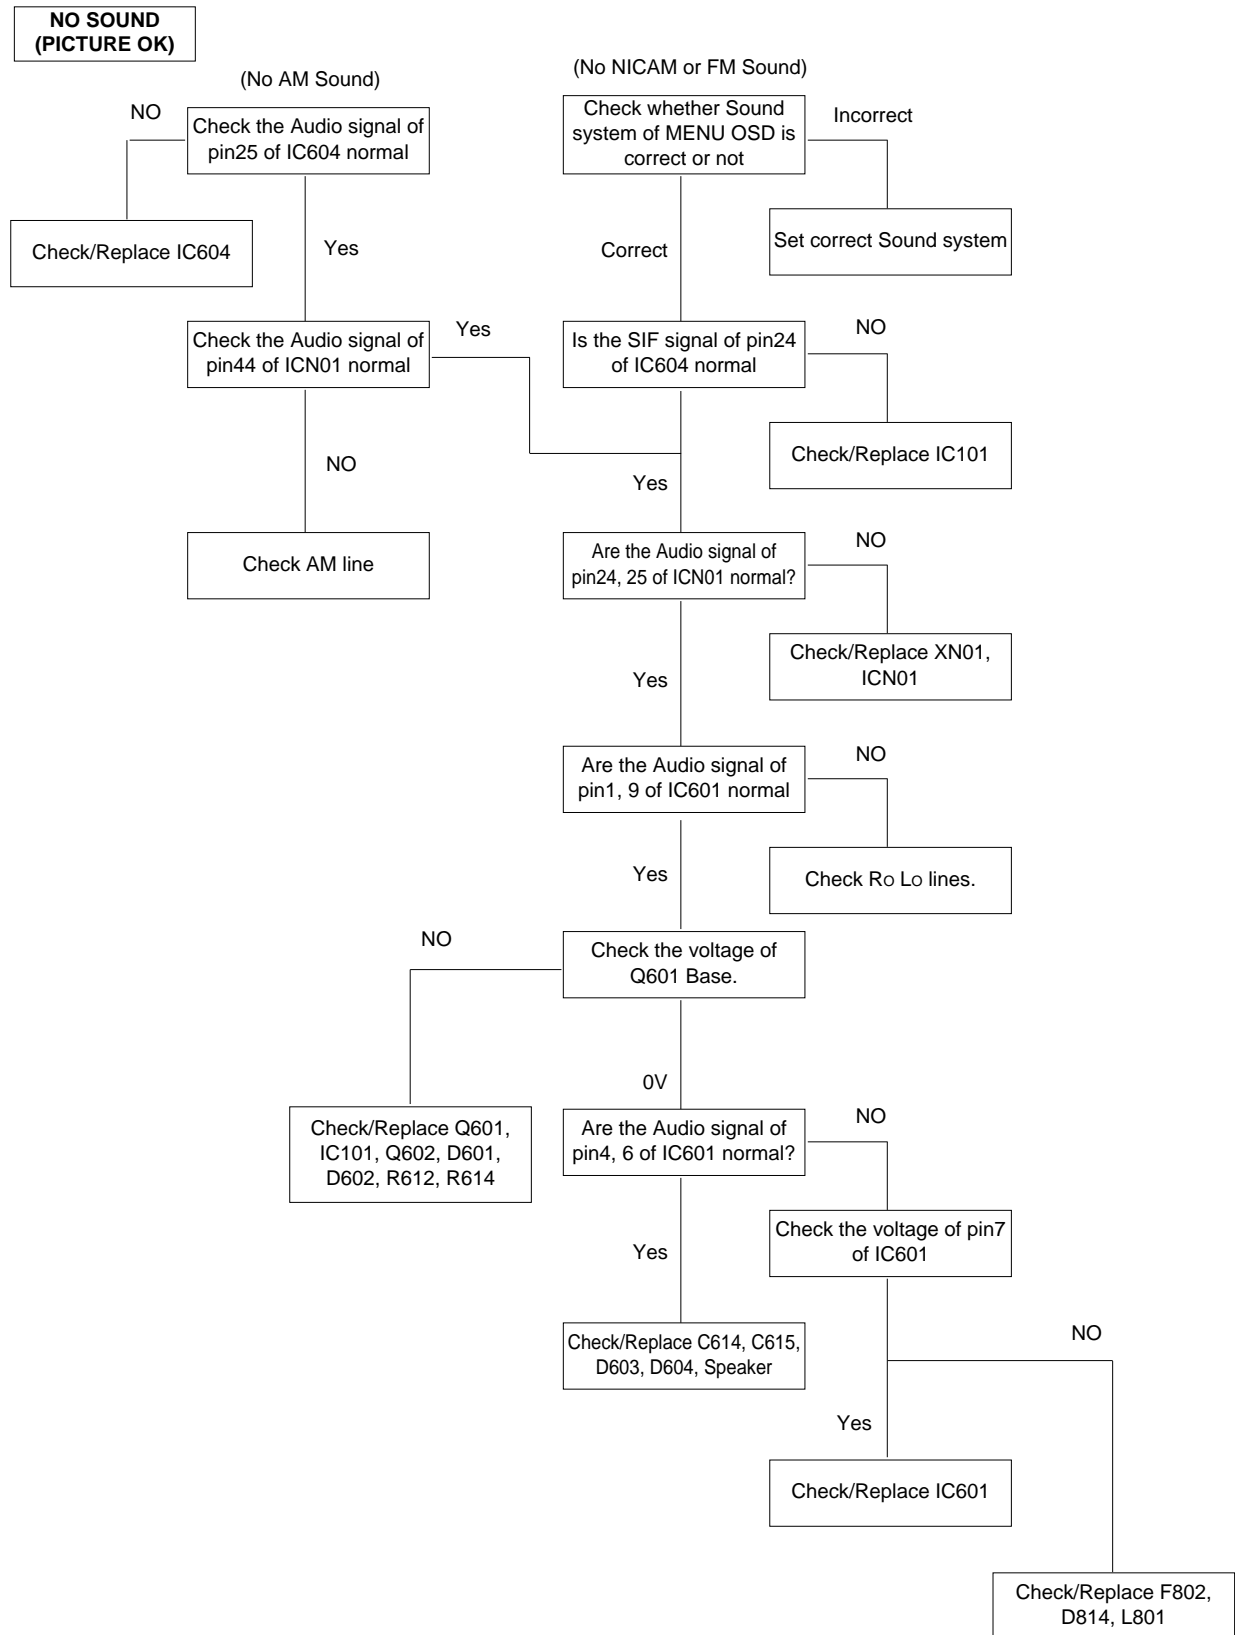 NO SOUND
(PICTURE OK)
(No AM Sound)
(No NICAM or FM Sound)
NO
Check the Audio signal of
pin25 of IC604 normal
Check whether Sound
system of MENU OSD is
correct or not
Incorrect
Check/Replace IC604
Yes
Correct
Set correct Sound system
Check the Audio signal of
pin44 of ICN01 normal
Yes
Is the SIF signal of pin24
of IC604 normal
NO
NO
Yes
Check/Replace IC101
Check AM line
Are the Audio signal of
pin24, 25 of ICN01 normal?
NO
Yes
Check/Replace XN01,
ICN01
Are the Audio signal of
pin1, 9 of IC601 normal
NO
Yes
Check Ro Lo lines.
NO
Check the voltage of
Q601 Base.
0V
Check/Replace Q601,
IC101, Q602, D601,
D602, R612, R614
Are the Audio signal of
pin4, 6 of IC601 normal?
NO
Yes
Check the voltage of pin7
of IC601
Check/Replace C614, C615,
D603, D604, Speaker
NO
Yes
Check/Replace IC601
Check/Replace F802,
D814, L801